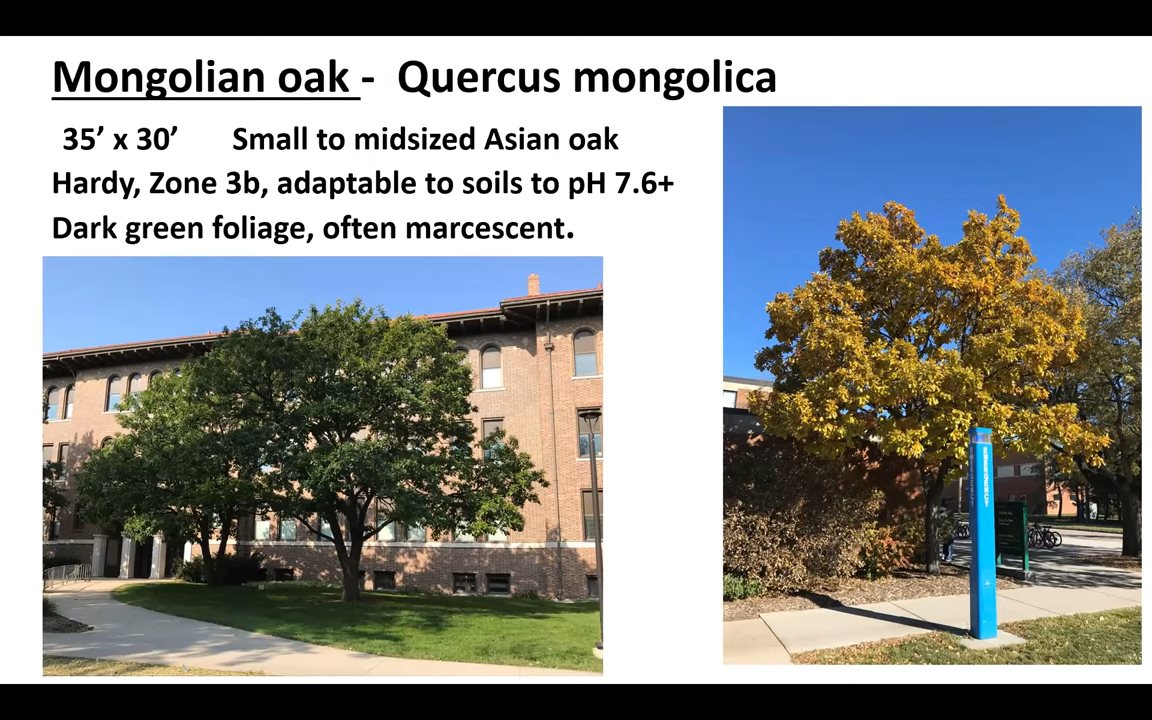 Mongolian oak - Quercus mongolica
35’ x 30’ Small to midsized Asian oak
Hardy, Zone 3b, adaptable to soils to pH 7.6+
Dark green foliage, often marcescent.
EMERGENCY